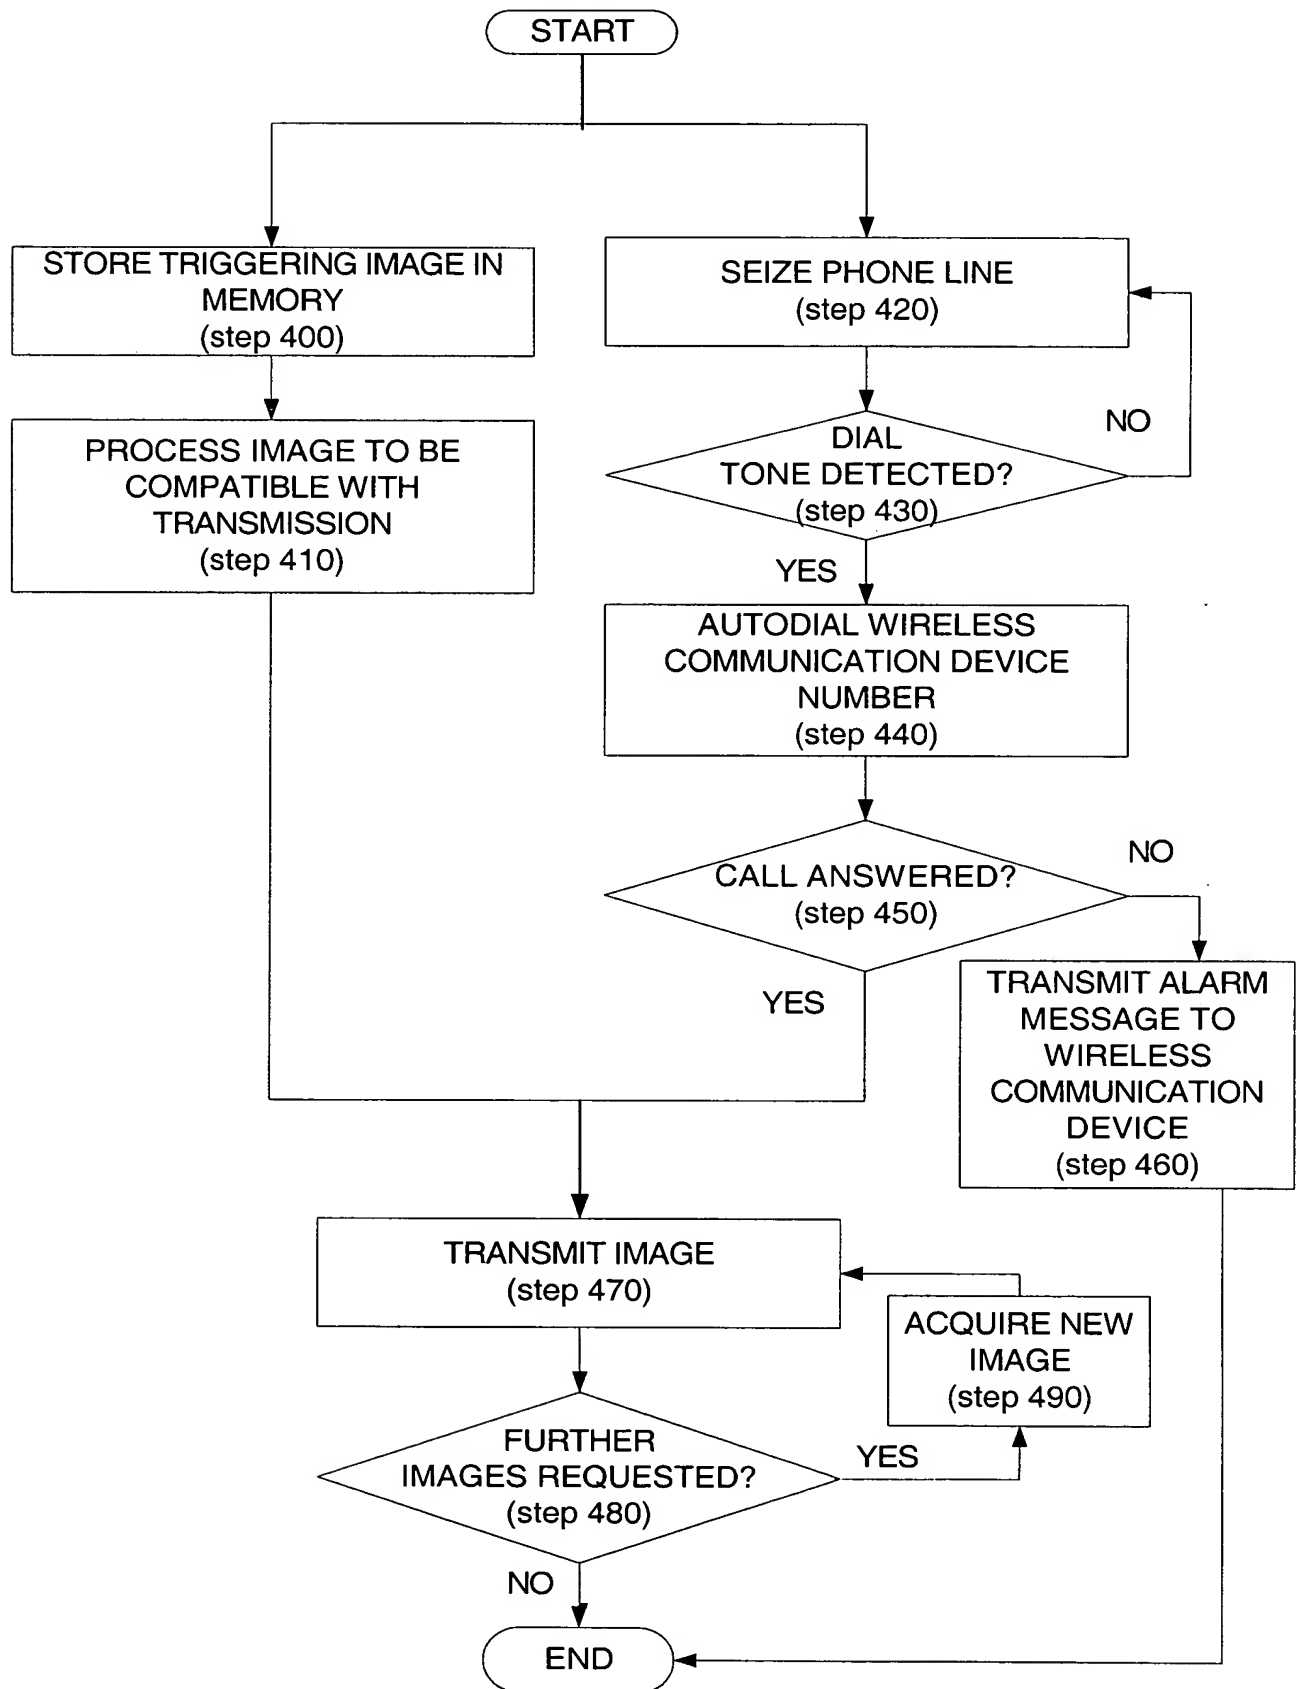 START
STORE TRIGGERING IMAGE IN
MEMORY
(step 400)
SEIZE PHONE LINE
(step 420)
PROCESS IMAGE TO BE
COMPATIBLE WITH
TRANSMISSION
(step 410)
DIAL
TONE DETECTED?
(step 430)
NO
YES
AUTODIAL WIRELESS
COMMUNICATION DEVICE
NUMBER
(step 440)
CALL ANSWERED?
(step 450)
NO
YES
TRANSMIT ALARM
MESSAGE TO
WIRELESS
COMMUNICATION
DEVICE
(step 460)
TRANSMIT IMAGE
(step 470)
ACQUIRE NEW
IMAGE
(step 490)
FURTHER
IMAGES REQUESTED?
(step 480)
YES
NO
END